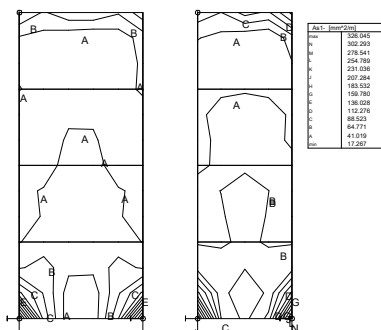 As1- [mm^2/m]
max 326.045
N 302.293
M 278.541
L 254.789
K 231.036
J 207.284
H 183.532
G 159.780
E 136.028
D 112.276
C 88.523
B 64.771
A 41.019
min 17.267
B A B
A A
A
A
A A
B
C C E
C A B
C D
A B
A
B
B
D G
C N